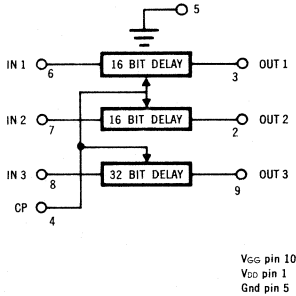 5
IN 1 16 BIT DELAY OUT 1
6 3
IN 2 16 BIT DELAY OUT 2
7 2
IN 3 32 BIT DELAY OUT 3
8 9
CP
4
VGG pin 10
VDD pin 1
Gnd pin 5